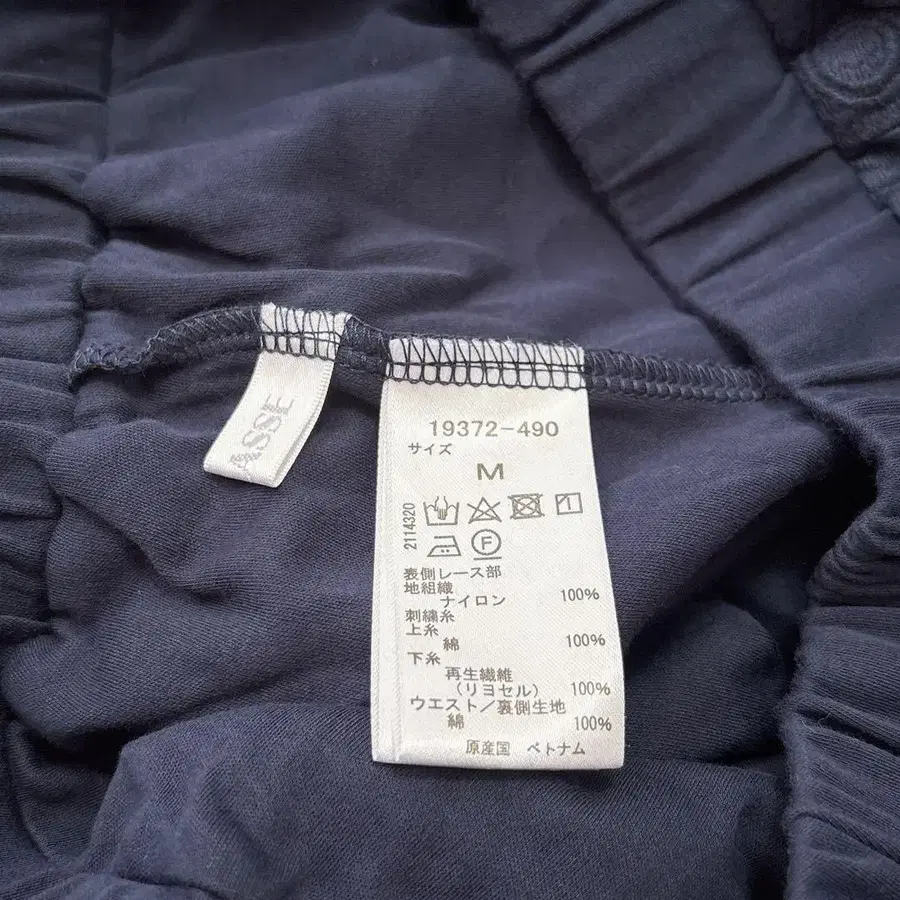 ASSE
19372-490
サイズ
M
2114320
F
表側レース部
地組織
ナイロン 100%
刺繍糸
上糸
綿 100%
下糸
再生繊維
(リヨセル) 100%
ウエスト/裏側生地
綿 100%
原産国 ベトナム